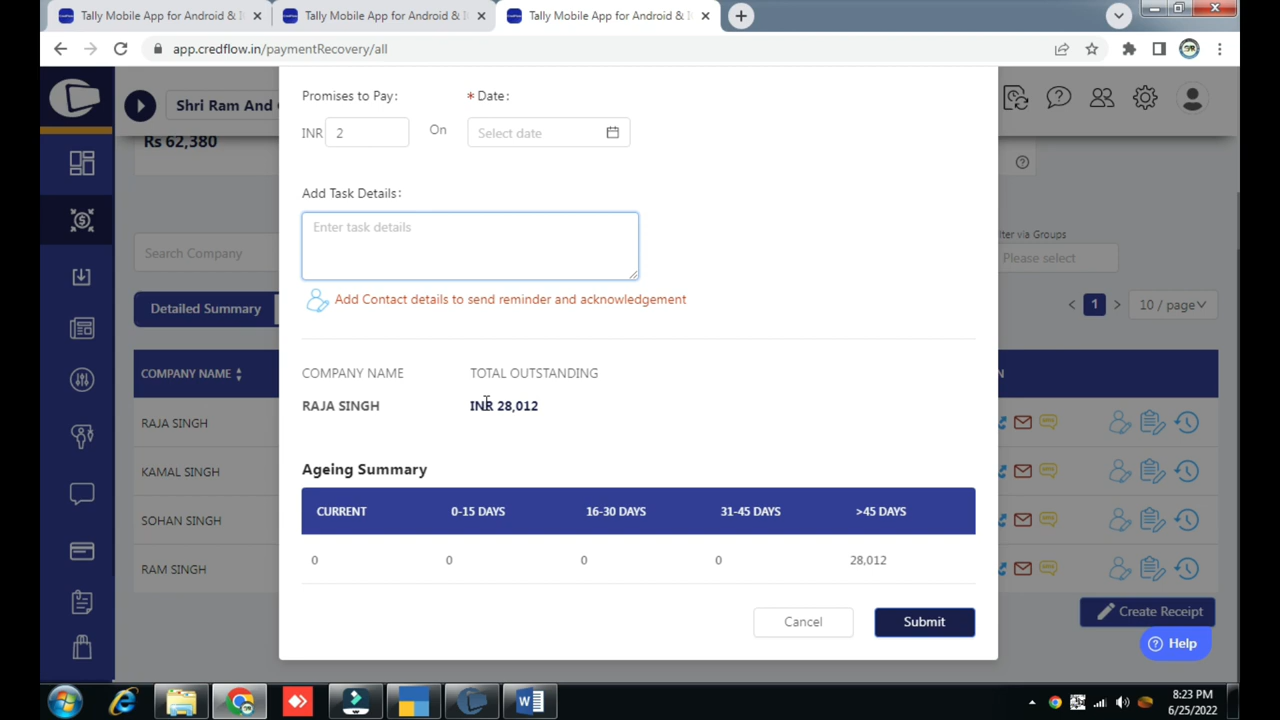 Tally Mobile App for Android & I
Tally Mobile App for Android & I
Tally Mobile App for Android & I
app.credflow.in/paymentRecovery/all
Shri Ram And
Rs 62,380
Promises to Pay:
* Date:
INR 2
On
Select date
Add Task Details:
Enter task details
Search Company
lter via Groups
Please select
Add Contact details to send reminder and acknowledgement
Detailed Summary
1
10 / page
COMPANY NAME
TOTAL OUTSTANDING
RAJA SINGH
INR 28,012
COMPANY NAME
N
RAJA SINGH
KAMAL SINGH
SOHAN SINGH
RAM SINGH
Ageing Summary
CURRENT 0-15 DAYS 16-30 DAYS 31-45 DAYS >45 DAYS
0 0 0 0 28,012
Cancel
Submit
Create Receipt
Help
8:23 PM
6/25/2022